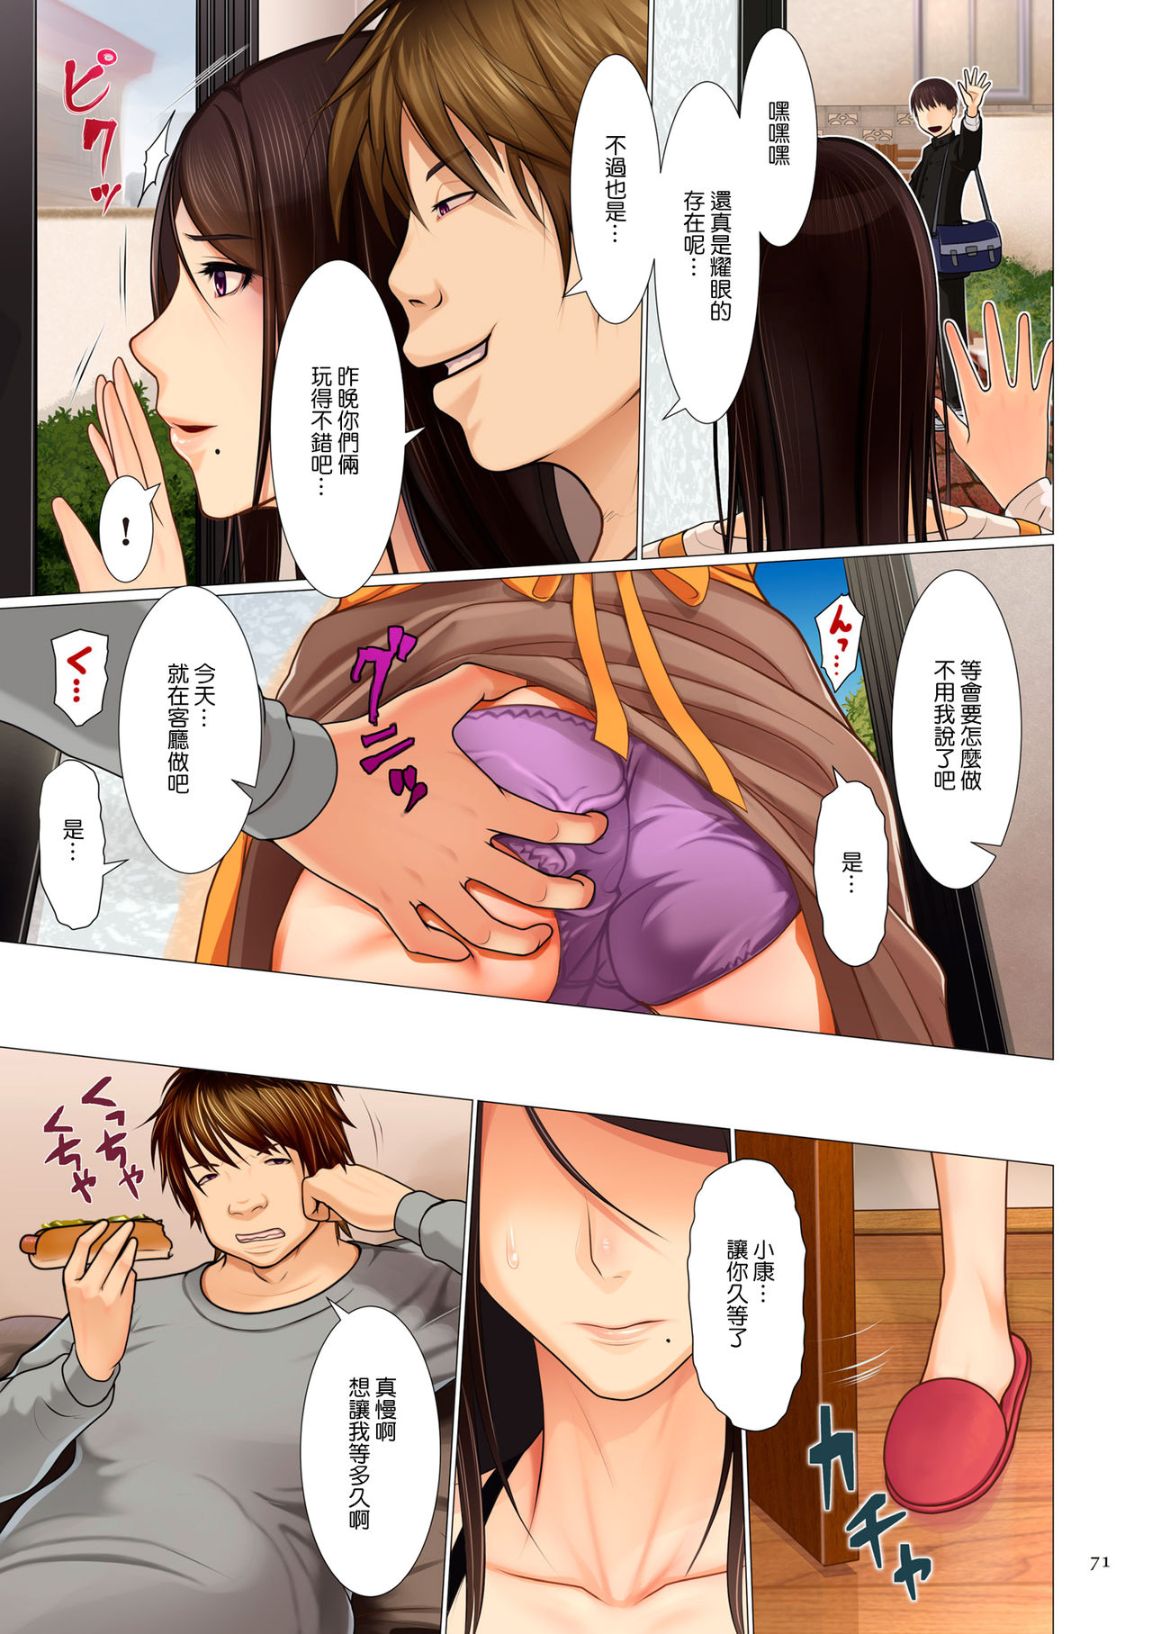 嘿嘿嘿
還真是耀眼的
存在呢…
不過也是…
昨晚你們倆
玩得不錯吧…
！
ピクッ
等會要怎麼做
不用我說了吧
んっ…
是…
グニッ
今天…
就在客廳做吧
く…
是…
カチャ
小康…
讓你久等了
真慢啊
想讓我等多久啊
くっちゃ
くちゃ
71